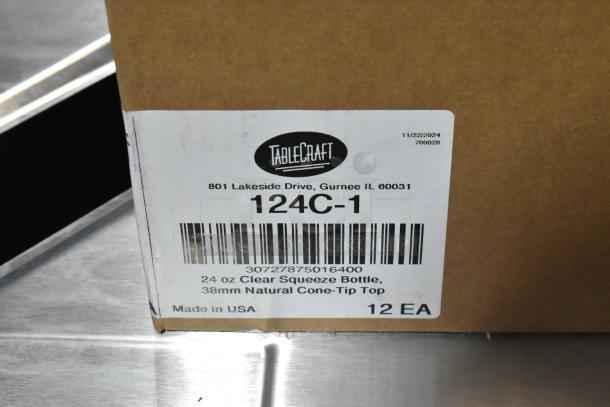 TABLECRAFT
11/22/2024
700020
801 Lakeside Drive, Gurnee IL 60031
124C-1
30727875016400
24 oz Clear Squeeze Bottle,
38mm Natural Cone-Tip Top
Made in USA
12 EA